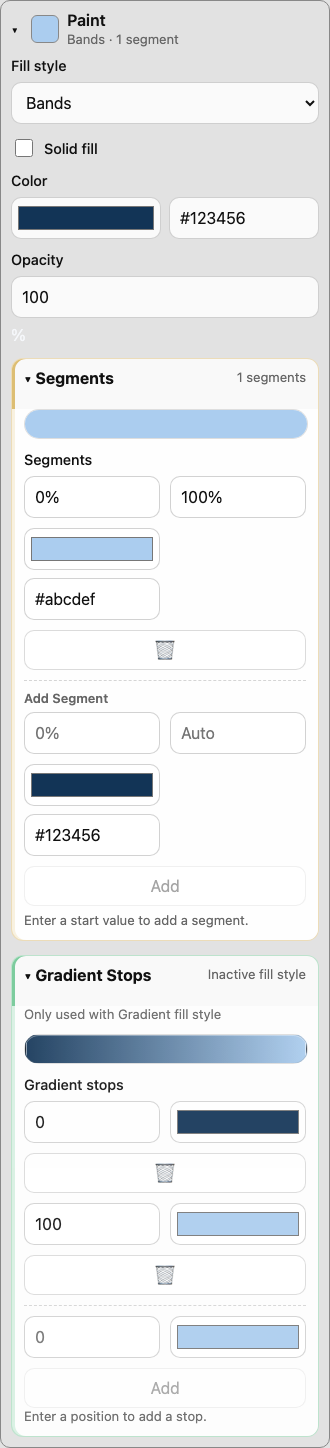 Paint
Bands · 1 segment
Fill style
Bands
Solid fill
Color
#123456
Opacity
100
%
Segments
1 segments
Segments
0%
100%
#abcdef
Add Segment
0%
Auto
#123456
Add
Enter a start value to add a segment.
Gradient Stops
Inactive fill style
Only used with Gradient fill style
Gradient stops
0
100
0
Add
Enter a position to add a stop.